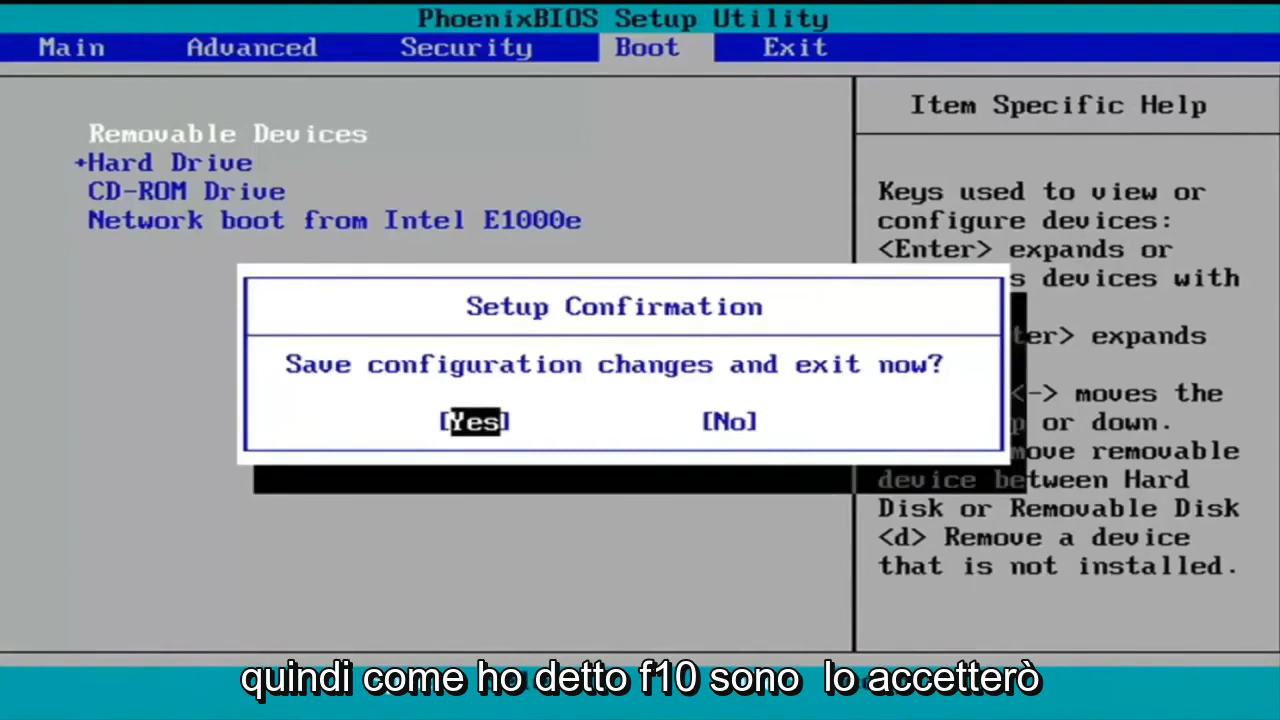 PhoenixBIOS Setup Utility
Main Advanced Security Boot Exit
Removable Devices
+Hard Drive
CD-ROM Drive
Network boot from Intel E1000e
Item Specific Help
Keys used to view or
configure devices:
<Enter> expands or
s devices with
ter> expands
<-> moves the
p or down.
move removable
device between Hard
Disk or Removable Disk
<d> Remove a device
that is not installed.
Setup Confirmation
Save configuration changes and exit now?
[Yes] [No]
quindi come ho detto f10 sono lo accetterò